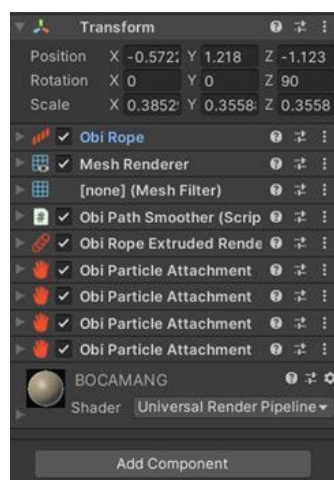 Transform
Position X -0.572 Y 1.218 Z -1.123
Rotation X 0 Y 0 Z 90
Scale X 0.3852 Y 0.3558 Z 0.3558
Obi Rope
Mesh Renderer
[none] (Mesh Filter)
Obi Path Smoother (Scrip
Obi Rope Extruded Rende
Obi Particle Attachment
Obi Particle Attachment
Obi Particle Attachment
Obi Particle Attachment
BOCAMANG
Shader Universal Render Pipeline
Add Component